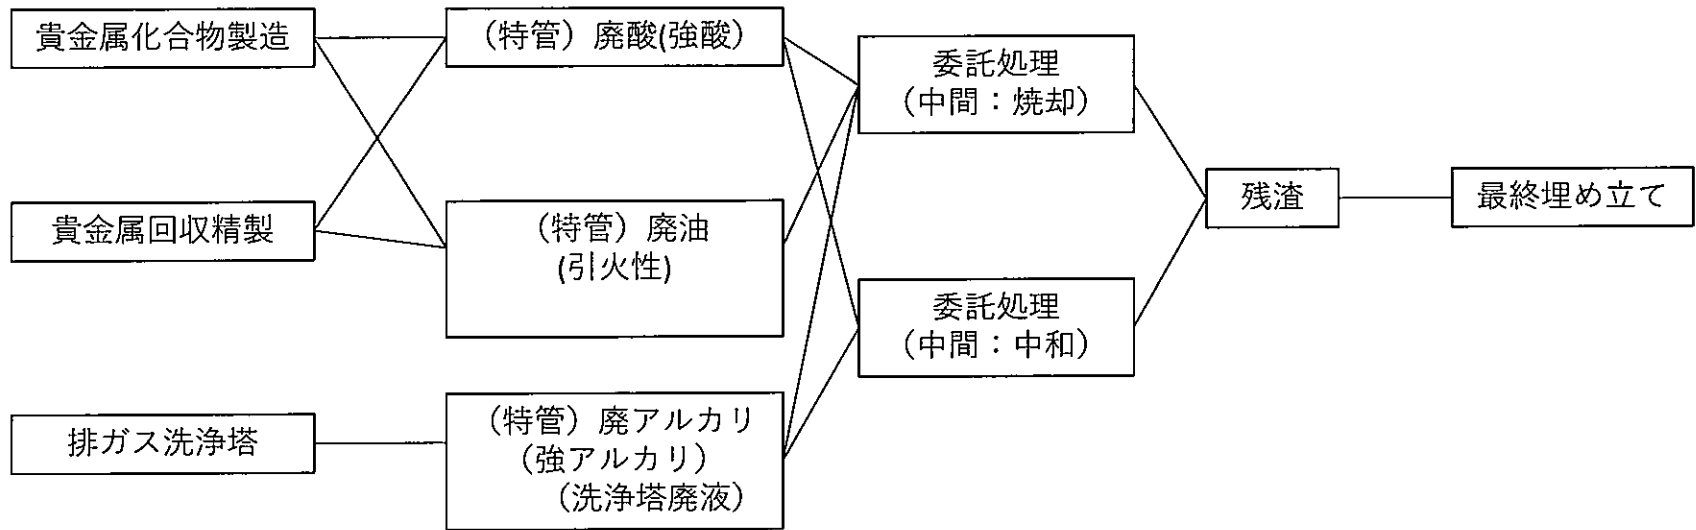 貴金属化合物製造
貴金属回収精製
排ガス洗浄塔
（特管）廃酸(強酸）
（特管）廃油
(引火性)
（特管）廃アルカリ
（強アルカリ）
（洗浄塔廃液）
委託処理
（中間：焼却）
委託処理
（中間：中和）
残渣
最終埋め立て